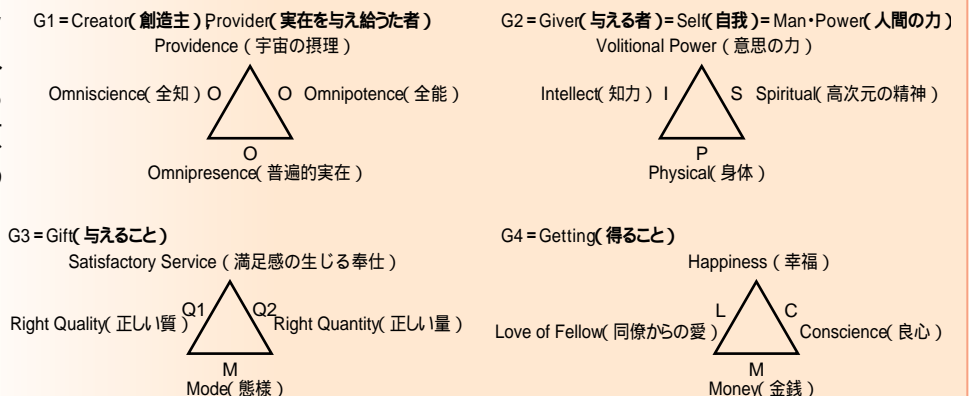 G1=Creator(創造主),Provider(実在を与え給うた者)
Providence(宇宙の摂理)
Omniscience(全知) O
O Omnipotence(全能)
O
Omnipresence(普遍的実在)
G2=Giver(与える者)=Self(自我)=Man・Power(人間の力)
Volitional Power(意思の力)
Intellect(知力) I
S Spiritual(高次元の精神)
P
Physical(身体)
G3=Gift(与えること)
Satisfactory Service(満足感の生じる奉仕)
Right Quality(正しい質) Q1
Q2 Right Quantity(正しい量)
M
Mode(態様)
G4=Getting(得ること)
Happiness(幸福)
Love of Fellow(同僚からの愛) L
C Conscience(良心)
M
Money(金銭)